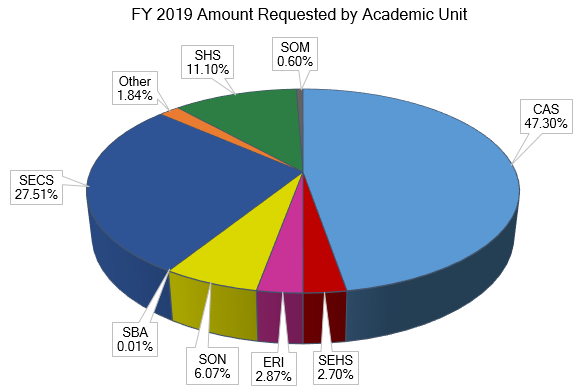 FY 2019 Amount Requested by Academic Unit
SOM
0.60%
SHS
11.10%
Other
1.84%
CAS
47.30%
SECS
27.51%
SBA
0.01%
SON
6.07%
ERI
2.87%
SEHS
2.70%